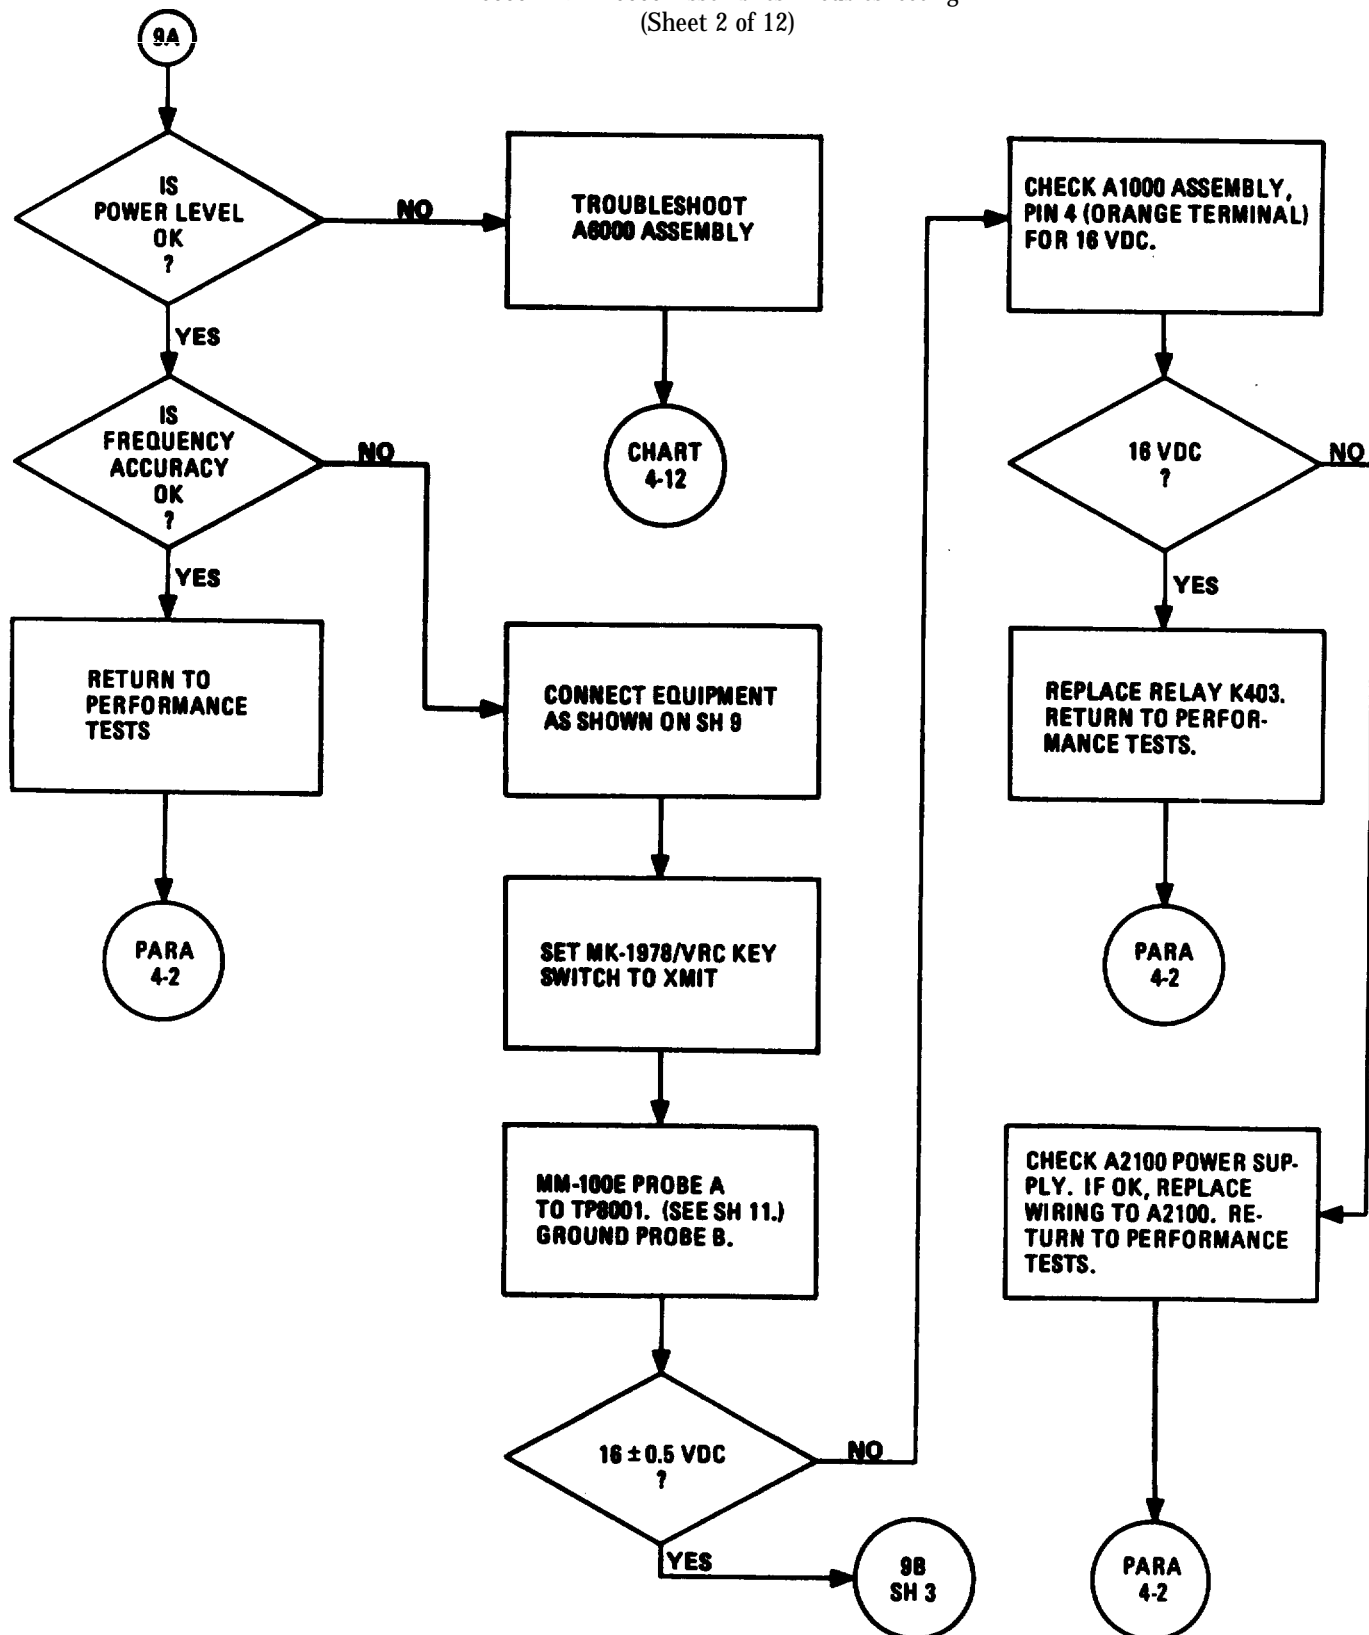 (Sheet 2 of 12)
9A
IS
POWER LEVEL
OK
?
NO
YES
TROUBLESHOOT
A6000 ASSEMBLY
CHART
4-12
IS
FREQUENCY
ACCURACY
OK
?
NO
YES
RETURN TO
PERFORMANCE
TESTS
PARA
4-2
CONNECT EQUIPMENT
AS SHOWN ON SH 9
SET MK-1978/VRC KEY
SWITCH TO XMIT
MM-100E PROBE A
TO TP8001. (SEE SH 11.)
GROUND PROBE B.
16 ± 0.5 VDC
?
NO
YES
9B
SH 3
CHECK A1000 ASSEMBLY,
PIN 4 (ORANGE TERMINAL)
FOR 16 VDC.
16 VDC
?
NO
YES
REPLACE RELAY K403.
RETURN TO PERFOR-
MANCE TESTS.
PARA
4-2
CHECK A2100 POWER SUP-
PLY. IF OK, REPLACE
WIRING TO A2100. RE-
TURN TO PERFORMANCE
TESTS.
PARA
4-2